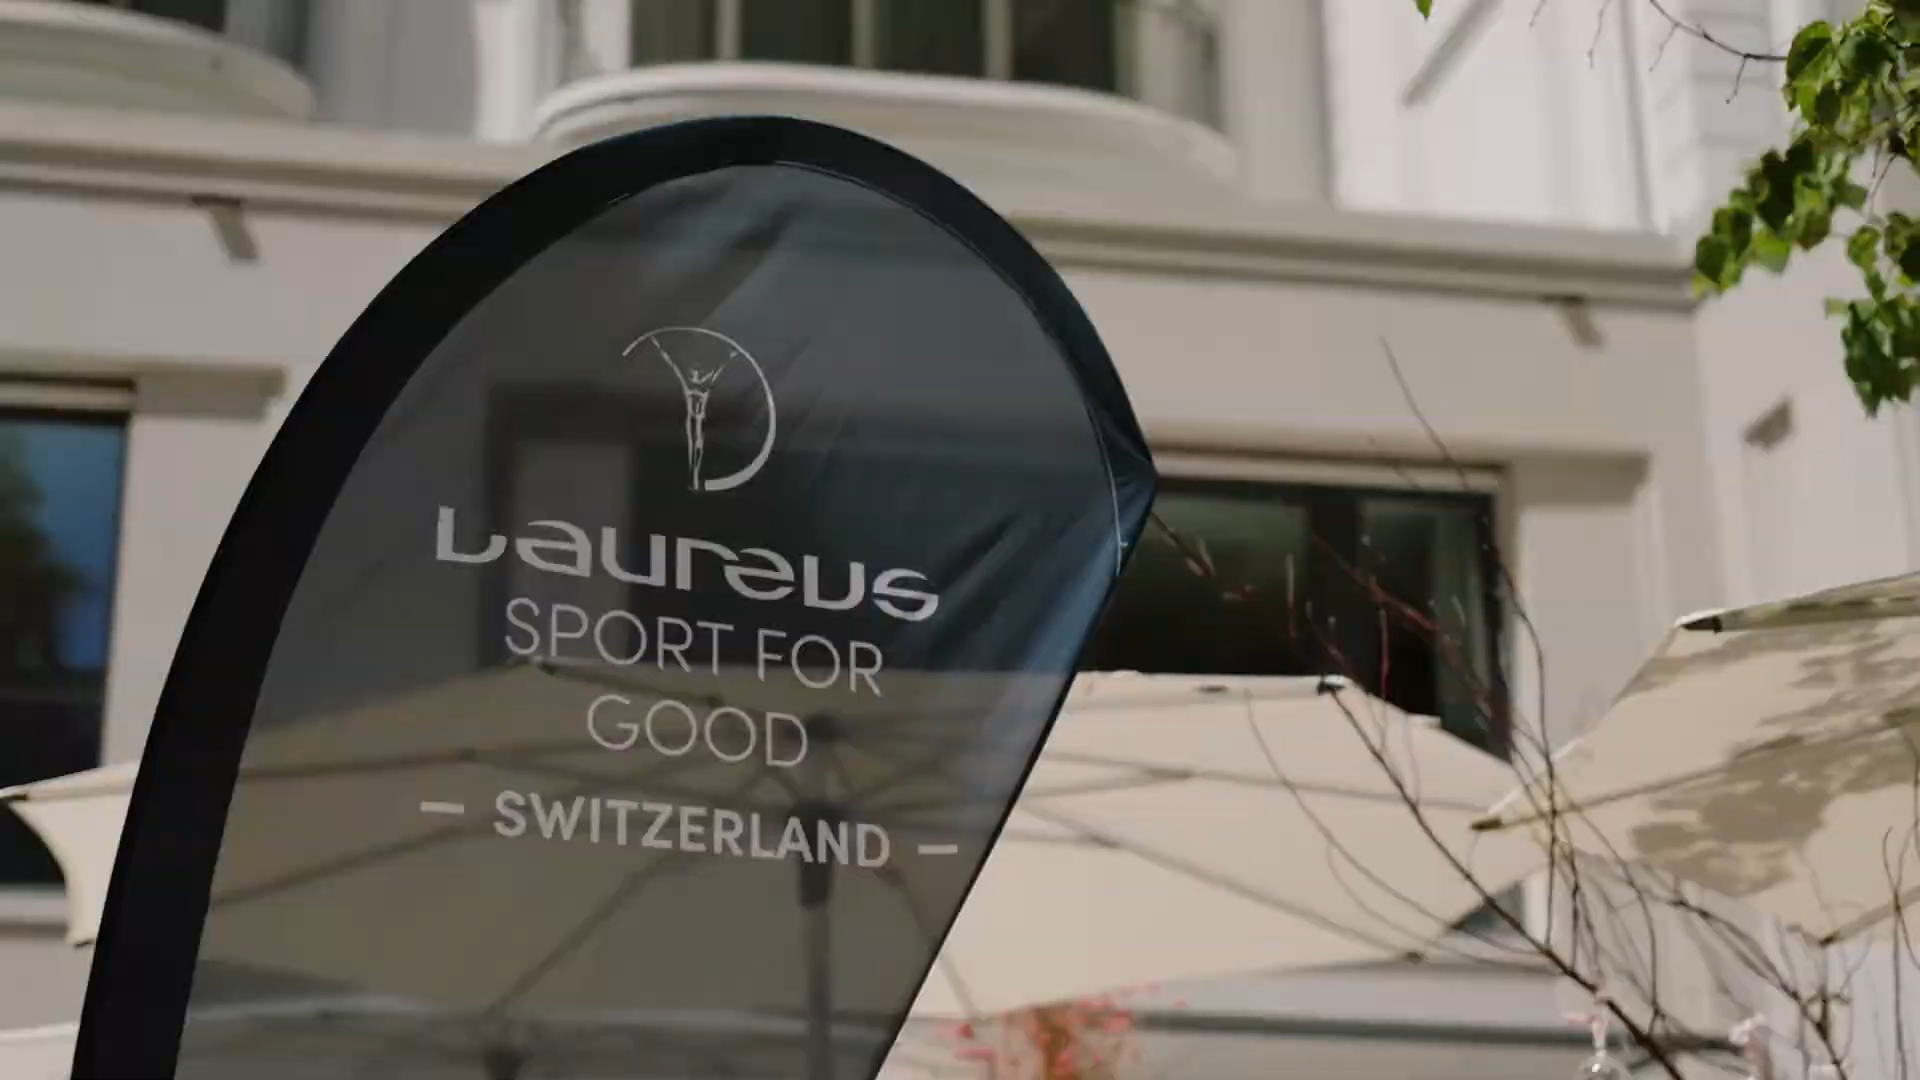 Laureus
SPORT FOR
GOOD
— SWITZERLAND —